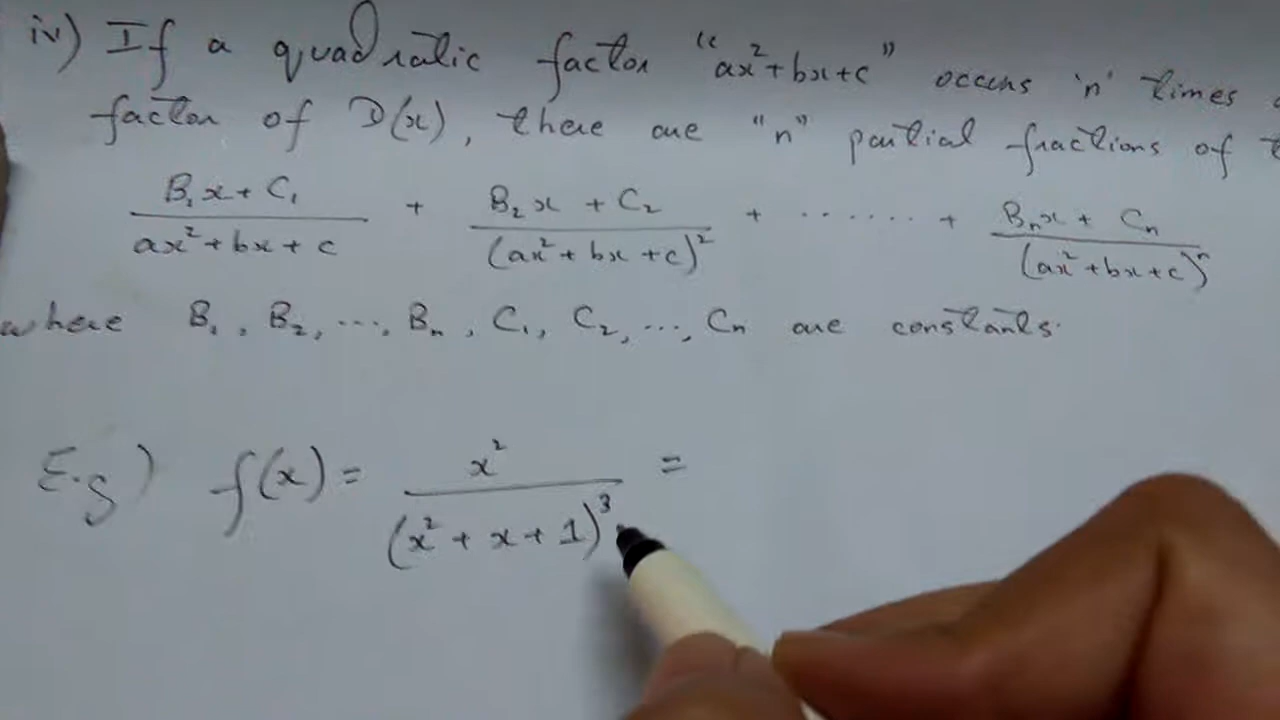 iv) If a quadratic factor "ax²+bx+c" occurs 'n' times
factor of D(x), there are "n" partial fractions of
B₁x + C₁ / ax² + bx + c + B₂x + C₂ / (ax² + bx + c)² + ....... + Bₙx + Cₙ / (ax² + bx + c)ⁿ
where B₁, B₂, ..., Bₙ, C₁, C₂, ..., Cₙ are constants.
E.g) f(x) = x² / (x² + x + 1)³ =